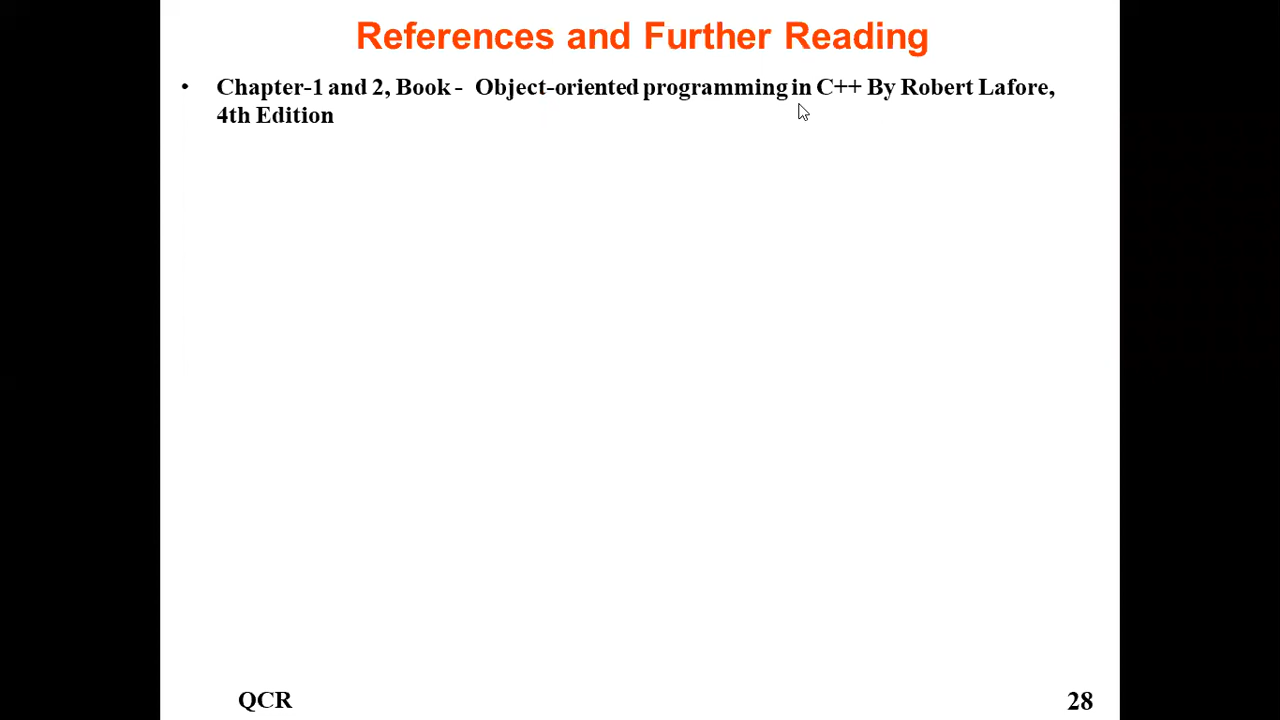 References and Further Reading
• Chapter-1 and 2, Book - Object-oriented programming in C++ By Robert Lafore,
4th Edition
QCR
28